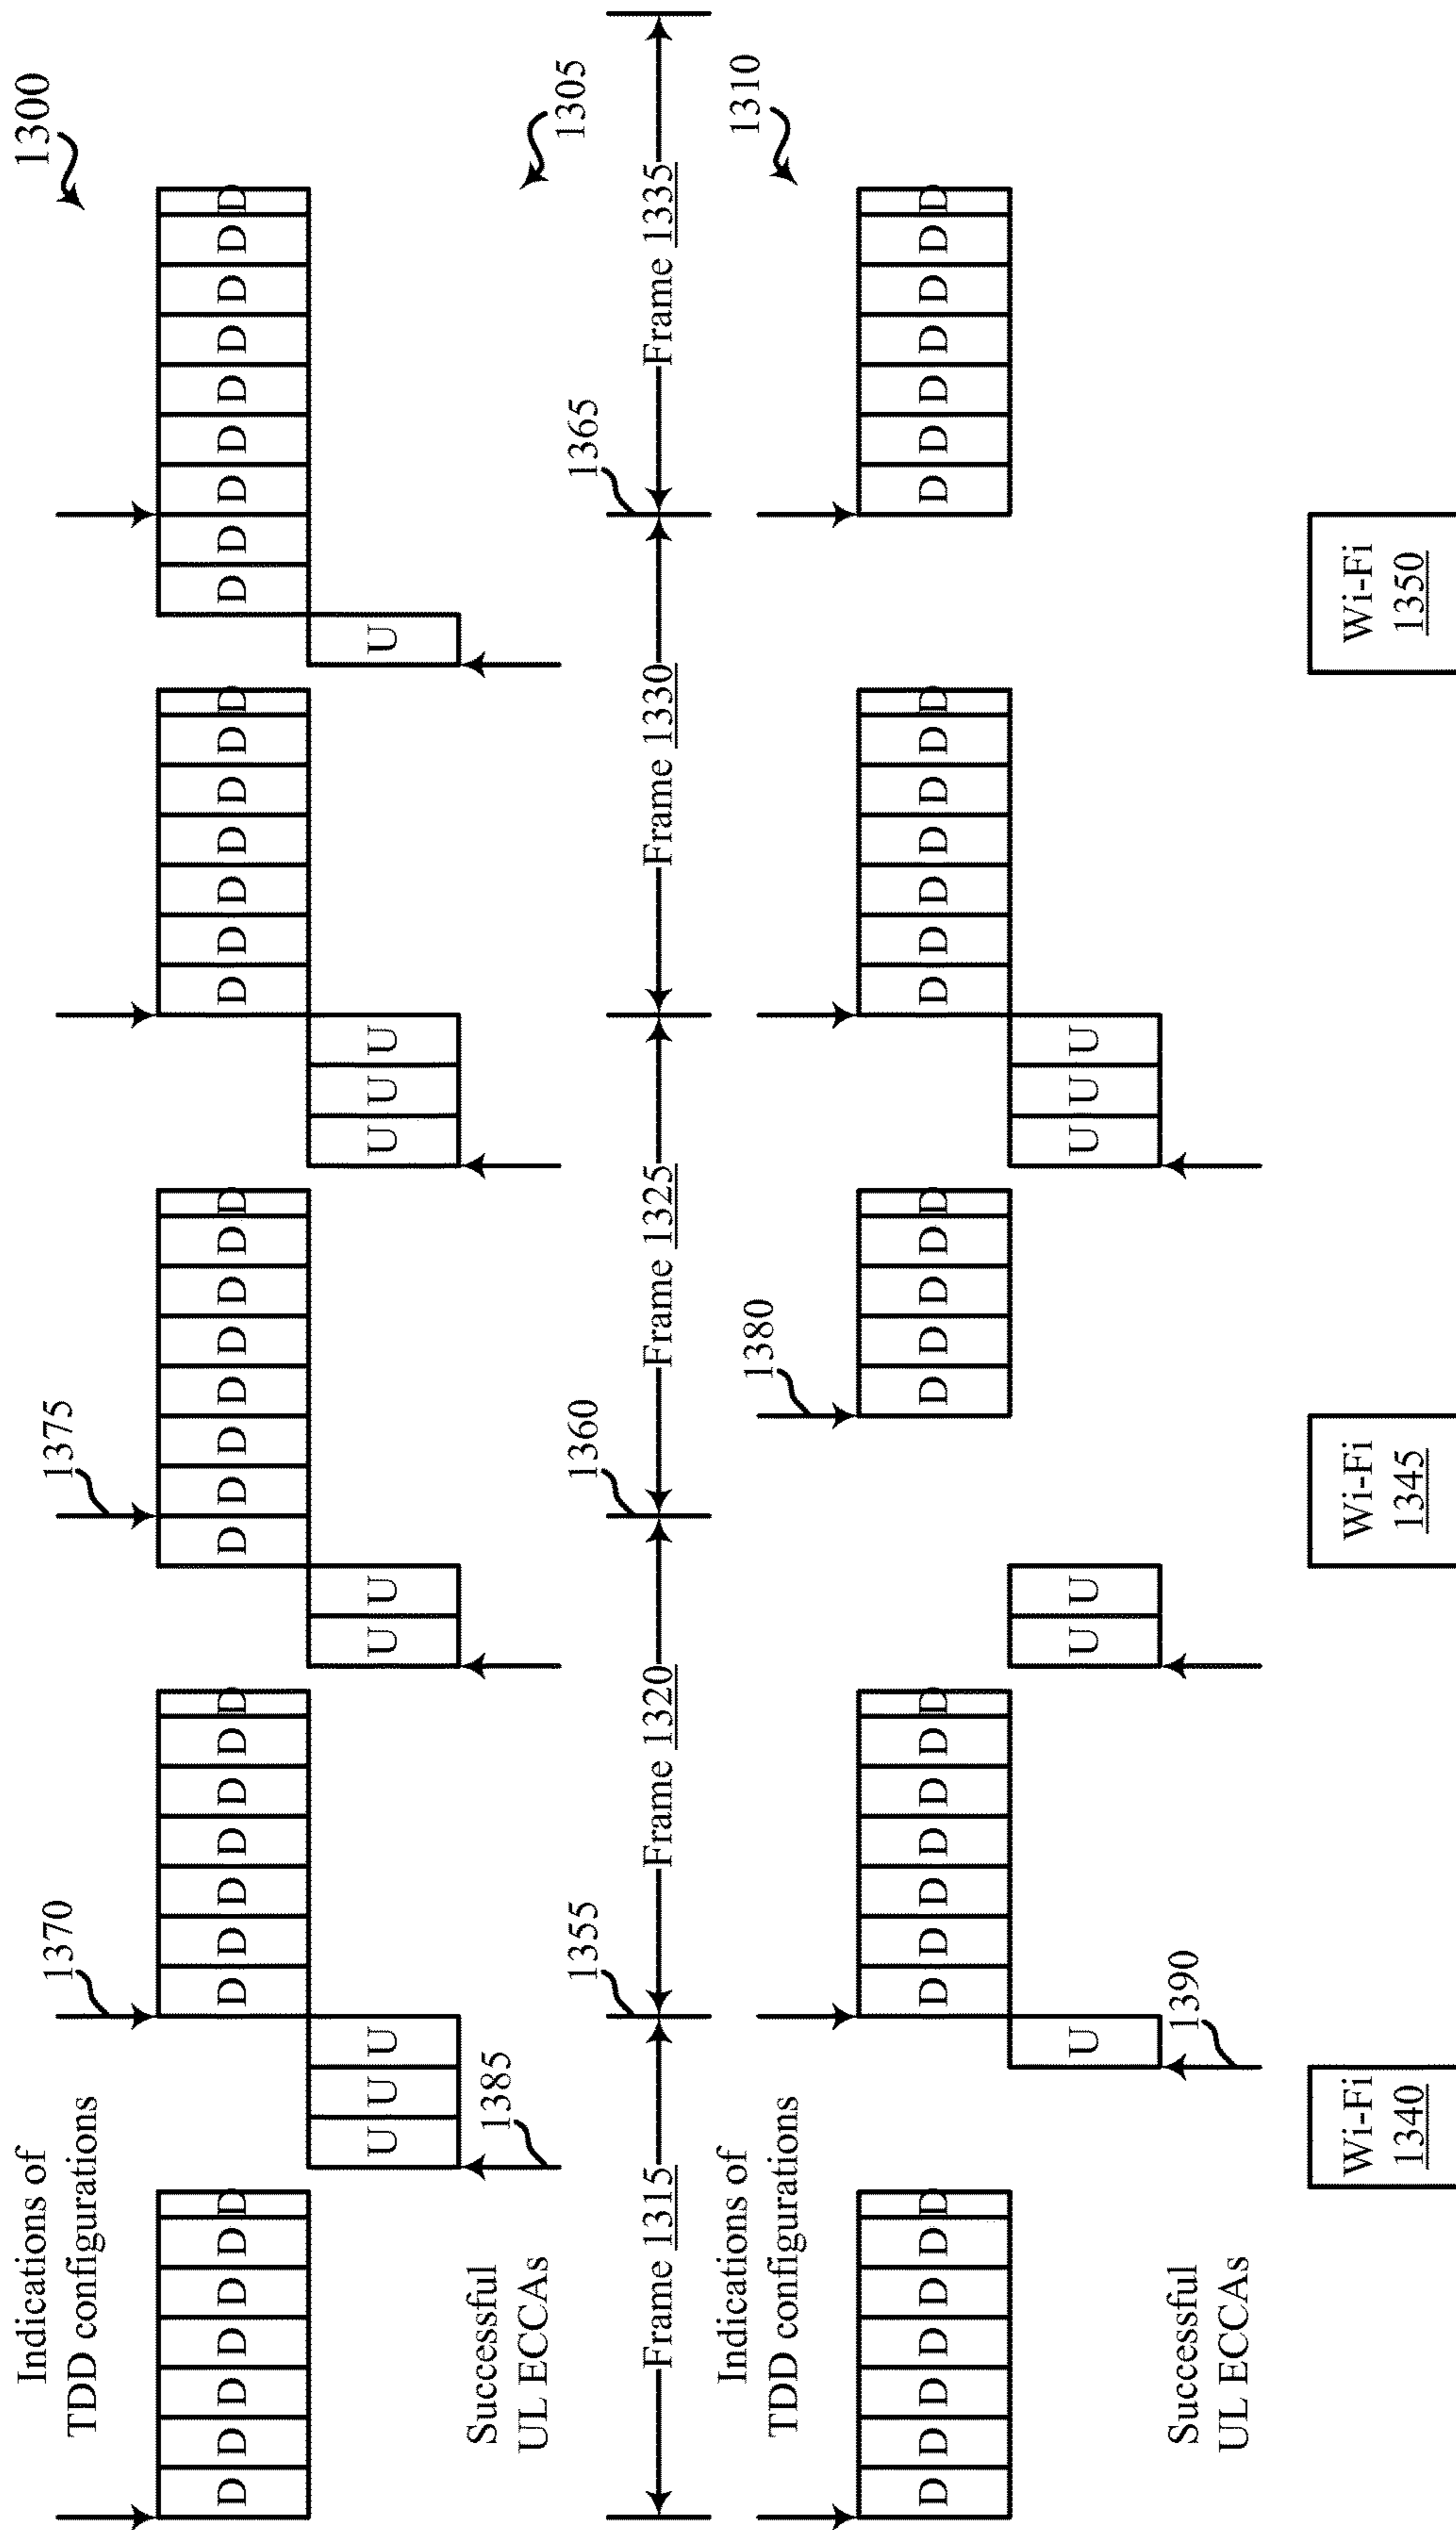 1300
Indications of
TDD configurations
1370
1375
D D D D D D D
D D D D D D D
D D D D D D D D
D D D D D D D
D D D D D D D D D
U U U
U U
U U U
U
Successful
UL ECCAs
1385
1305
1355
1360
1365
Frame 1315
Frame 1320
Frame 1325
Frame 1330
Frame 1335
Indications of
TDD configurations
1380
1310
D D D D D D D
D D D D D D D
D D D D D
D D D D D D D
D D D D D D D
U
U U
U U U
Successful
UL ECCAs
1390
Wi-Fi
1340
Wi-Fi
1345
Wi-Fi
1350